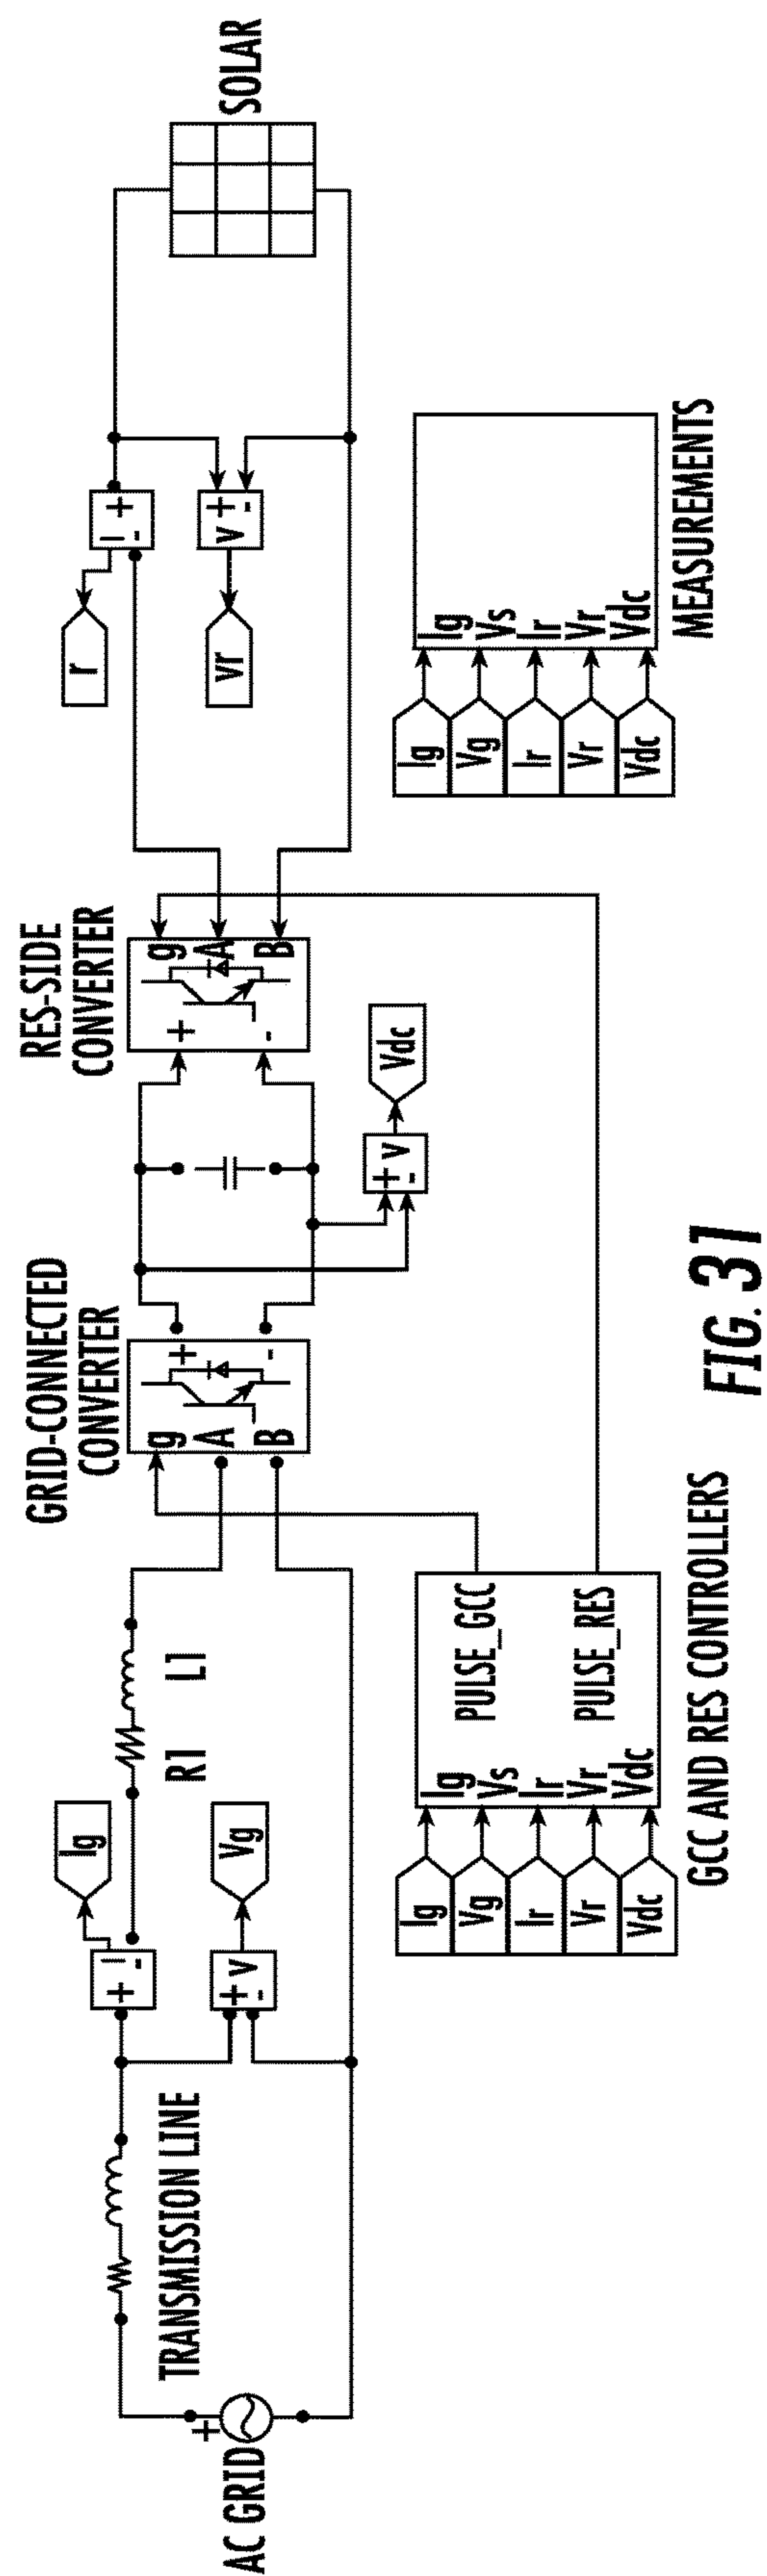 AC GRID
+
TRANSMISSION LINE
+ I
-
Ig
+ V
-
Vg
R1 L1
GRID-CONNECTED
CONVERTER
g +
A
B -
+ V
-
Vdc
RES-SIDE
CONVERTER
+ g
A
- B
r
I +
-
vr
V +
-
SOLAR
Ig
Vg
Ir
Vr
Vdc
Ig
Vs
Ir
Vr
Vdc
PULSE_GCC
PULSE_RES
GCC AND RES CONTROLLERS
Ig
Vg
Ir
Vr
Vdc
Ig
Vs
Ir
Vr
Vdc
MEASUREMENTS
FIG. 31